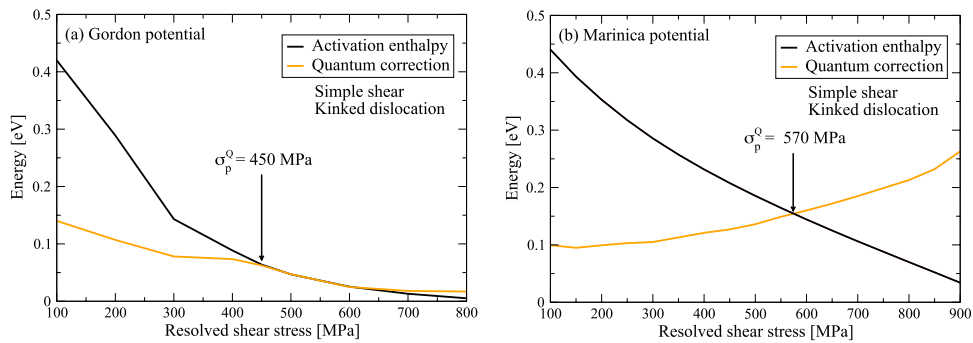 (a) Gordon potential
Activation enthalpy
Quantum correction
Simple shear
Kinked dislocation
σ_p^Q = 450 MPa
0.5
0.4
0.3
0.2
0.1
0
Energy [eV]
100 200 300 400 500 600 700 800
Resolved shear stress [MPa]
(b) Marinica potential
Activation enthalpy
Quantum correction
Simple shear
Kinked dislocation
σ_p^Q = 570 MPa
0.5
0.4
0.3
0.2
0.1
0
Energy [eV]
100 200 300 400 500 600 700 800 900
Resolved shear stress [MPa]